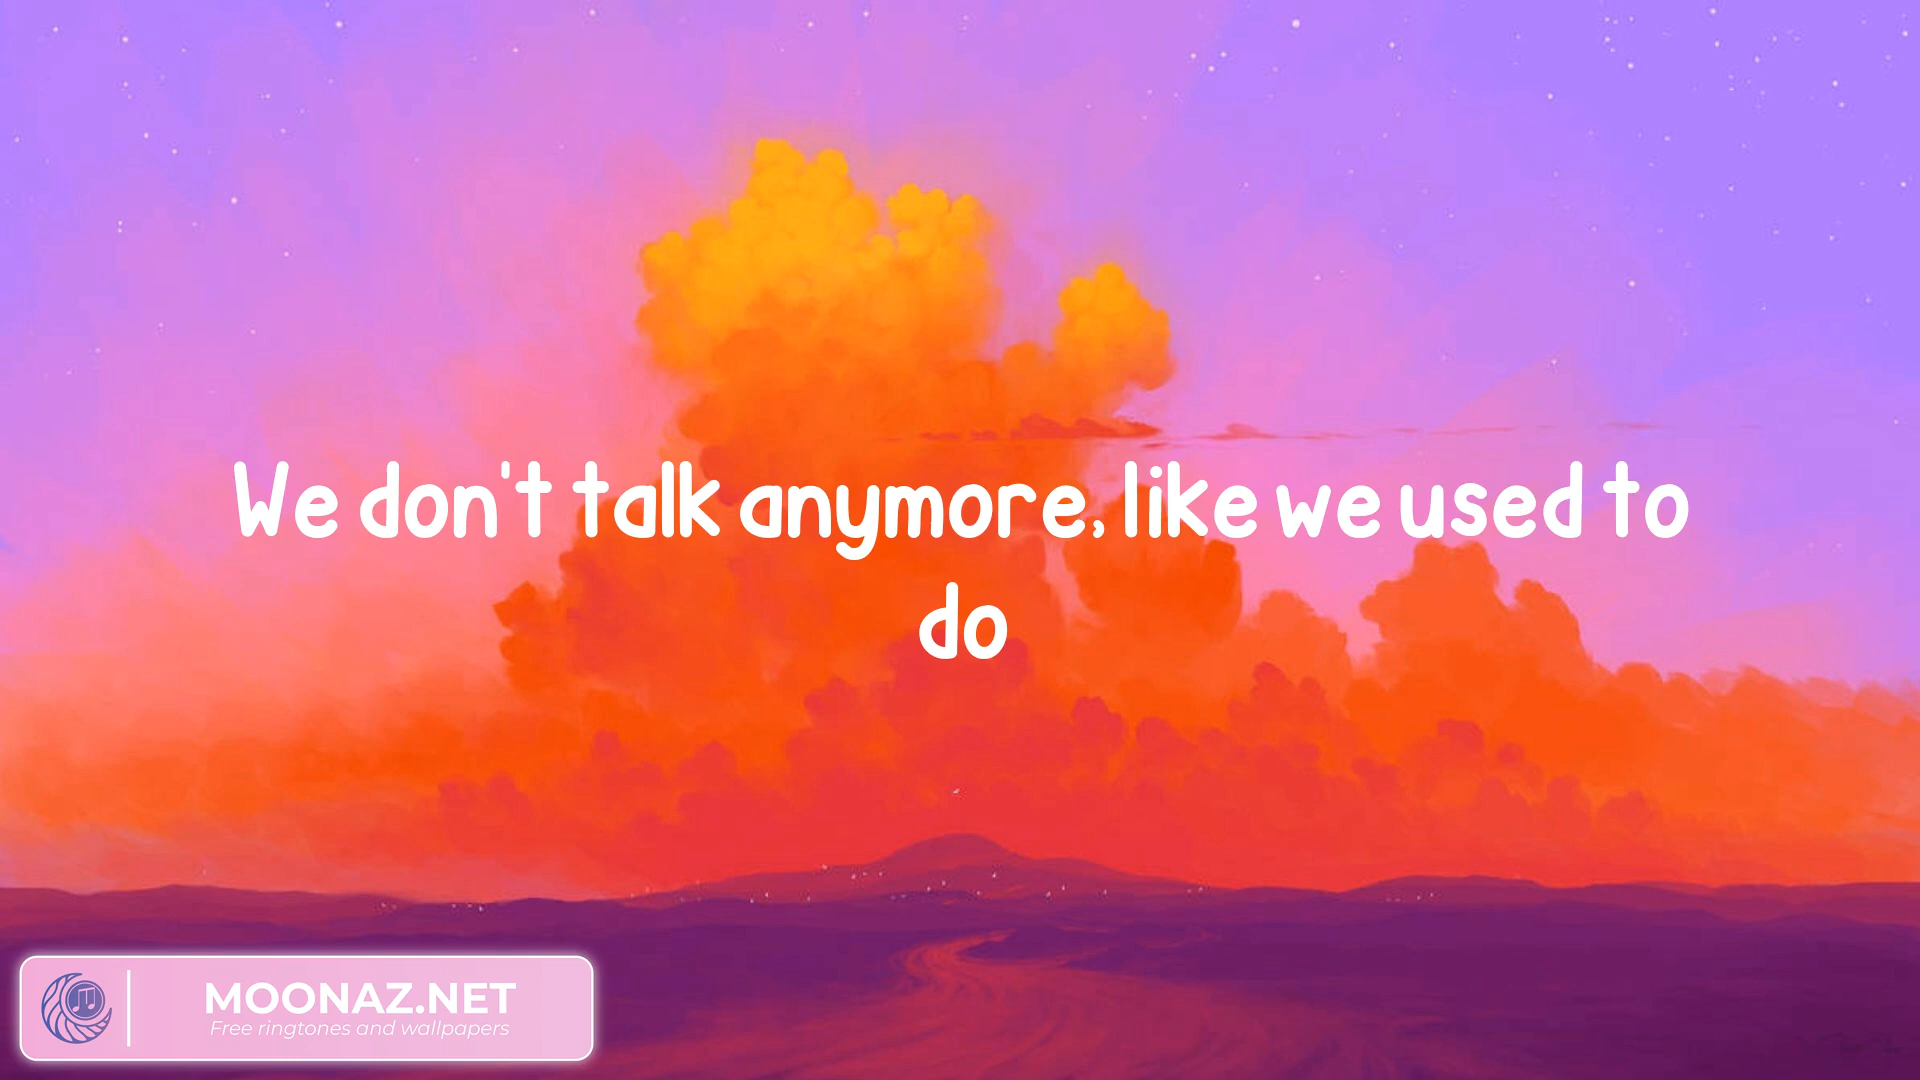 We don't talk anymore, like we used to
do
MOONAZ.NET
Free ringtones and wallpapers